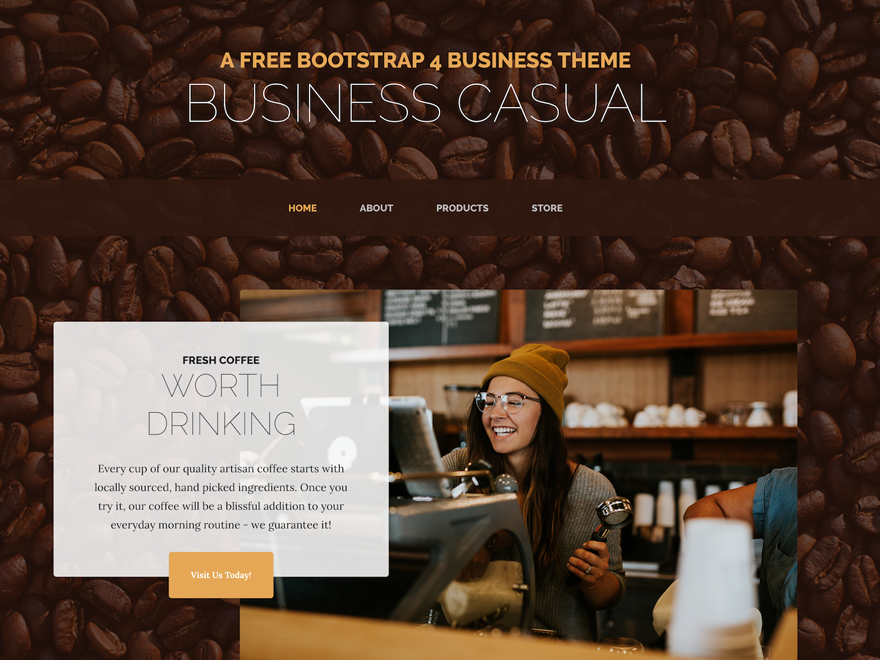 A FREE BOOTSTRAP 4 BUSINESS THEME
BUSINESS CASUAL
HOME
ABOUT
PRODUCTS
STORE
FRESH COFFEE
WORTH
DRINKING
Every cup of our quality artisan coffee starts with
locally sourced, hand picked ingredients. Once you
try it, our coffee will be a blissful addition to your
everyday morning routine - we guarantee it!
Visit Us Today!